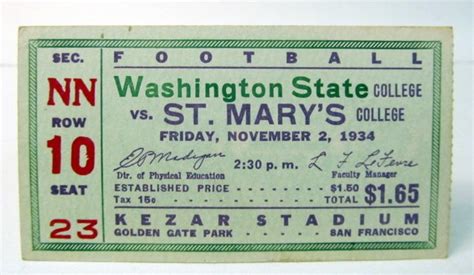 SEC.
NN
ROW
10
SEAT
23
FOOTBALL
Washington State COLLEGE
VS. ST. MARY'S COLLEGE
FRIDAY, NOVEMBER 2, 1934
2:30 p.m.
Dir. of Physical Education Faculty Manager
ESTABLISHED PRICE $1.50
Tax 15c TOTAL $1.65
KEZAR STADIUM
GOLDEN GATE PARK - SAN FRANCISCO